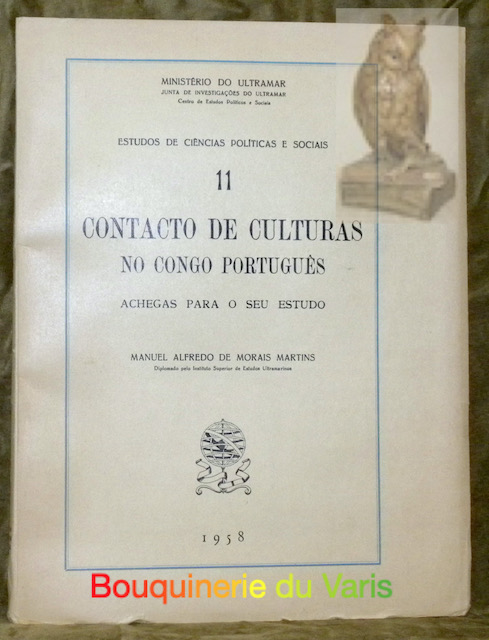 MINISTÉRIO DO ULTRAMAR
JUNTA DE INVESTIGAÇÕES DO ULTRAMAR
Centro de Estudos Políticos e Sociais
ESTUDOS DE CIÊNCIAS POLÍTICAS E SOCIAIS
11
CONTACTO DE CULTURAS
NO CONGO PORTUGUÊS
ACHEGAS PARA O SEU ESTUDO
MANUEL ALFREDO DE MORAIS MARTINS
Diplomado pelo Instituto Superior de Estudos Ultramarinos
1958
Bouquinerie du Varis